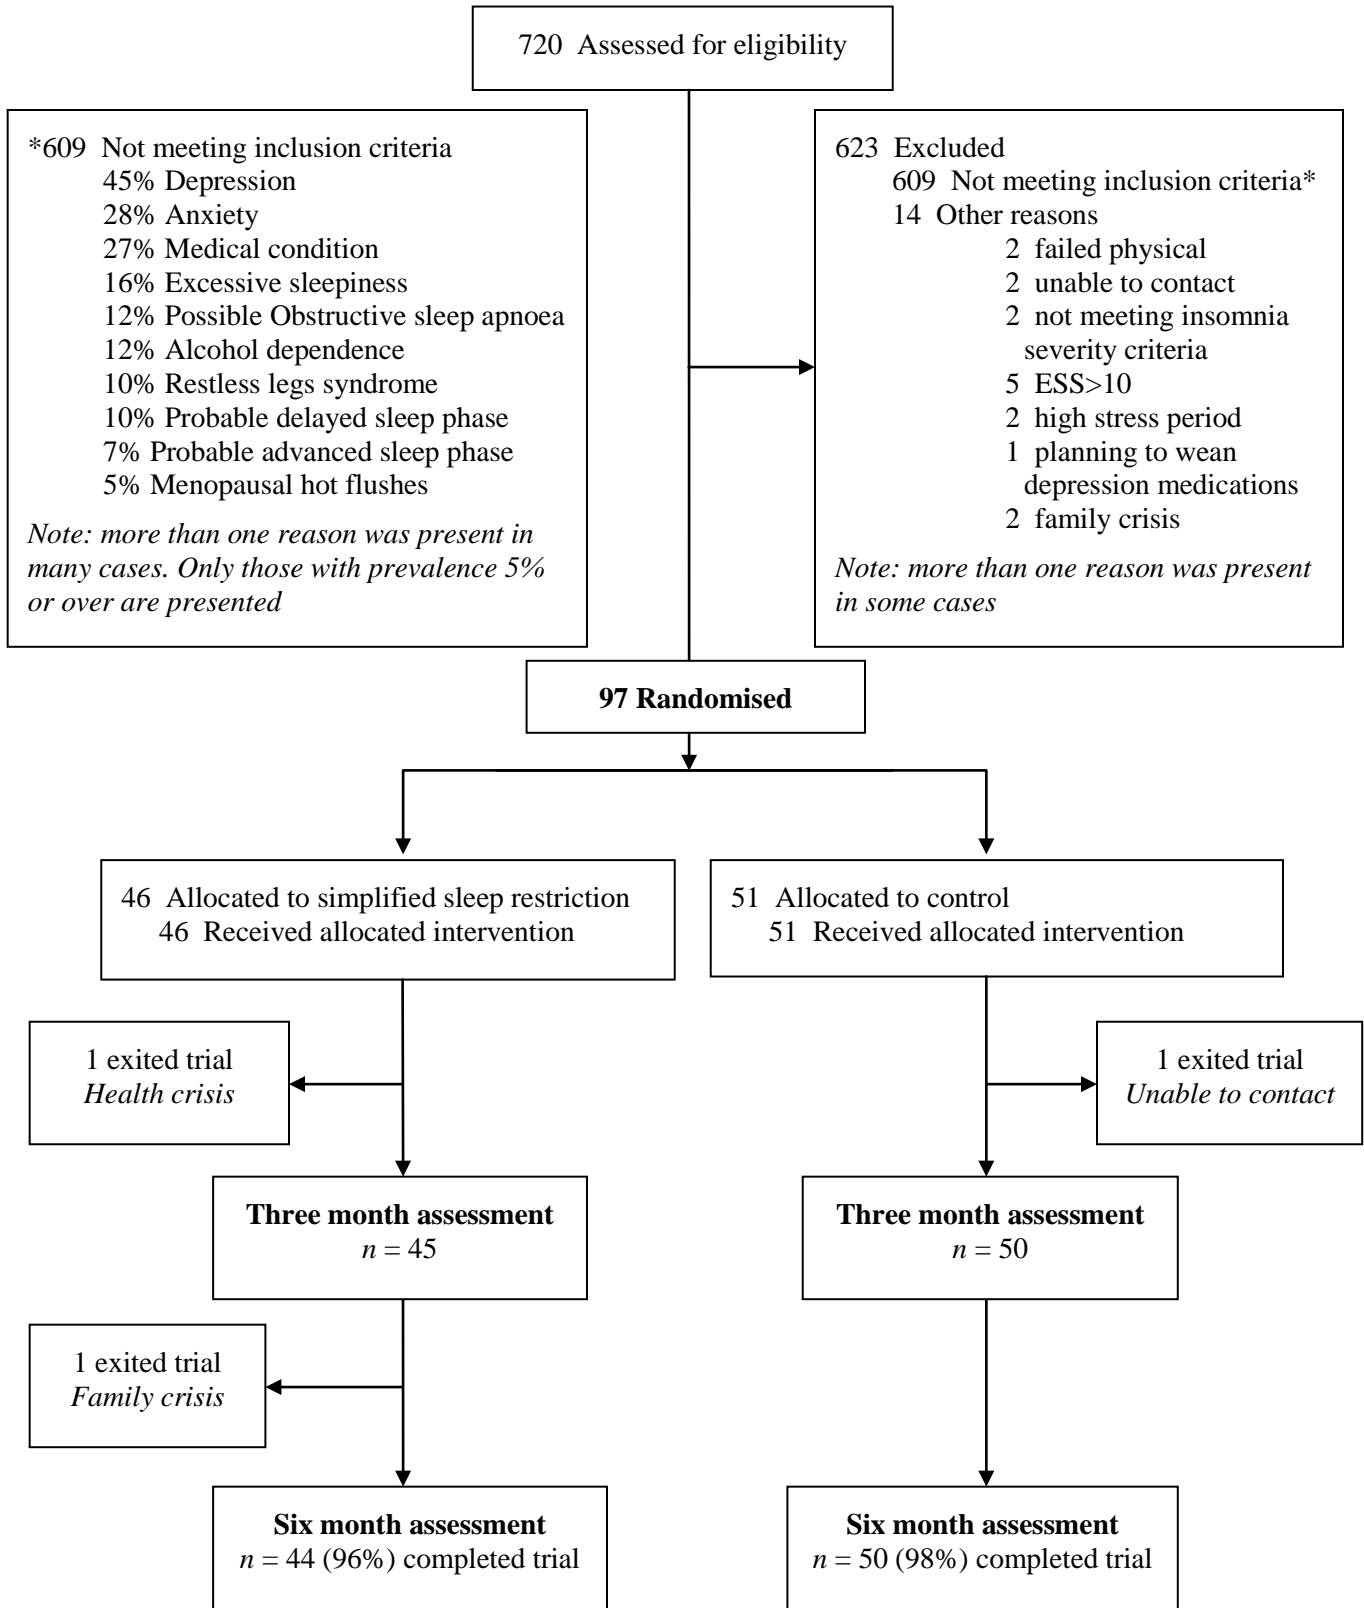 720 Assessed for eligibility
*609 Not meeting inclusion criteria
45% Depression
28% Anxiety
27% Medical condition
16% Excessive sleepiness
12% Possible Obstructive sleep apnoea
12% Alcohol dependence
10% Restless legs syndrome
10% Probable delayed sleep phase
7% Probable advanced sleep phase
5% Menopausal hot flushes
Note: more than one reason was present in
many cases. Only those with prevalence 5%
or over are presented
623 Excluded
609 Not meeting inclusion criteria*
14 Other reasons
2 failed physical
2 unable to contact
2 not meeting insomnia
severity criteria
5 ESS>10
2 high stress period
1 planning to wean
depression medications
2 family crisis
Note: more than one reason was present
in some cases
97 Randomised
46 Allocated to simplified sleep restriction
46 Received allocated intervention
51 Allocated to control
51 Received allocated intervention
1 exited trial
Health crisis
1 exited trial
Unable to contact
Three month assessment
n = 45
Three month assessment
n = 50
1 exited trial
Family crisis
Six month assessment
n = 44 (96%) completed trial
Six month assessment
n = 50 (98%) completed trial